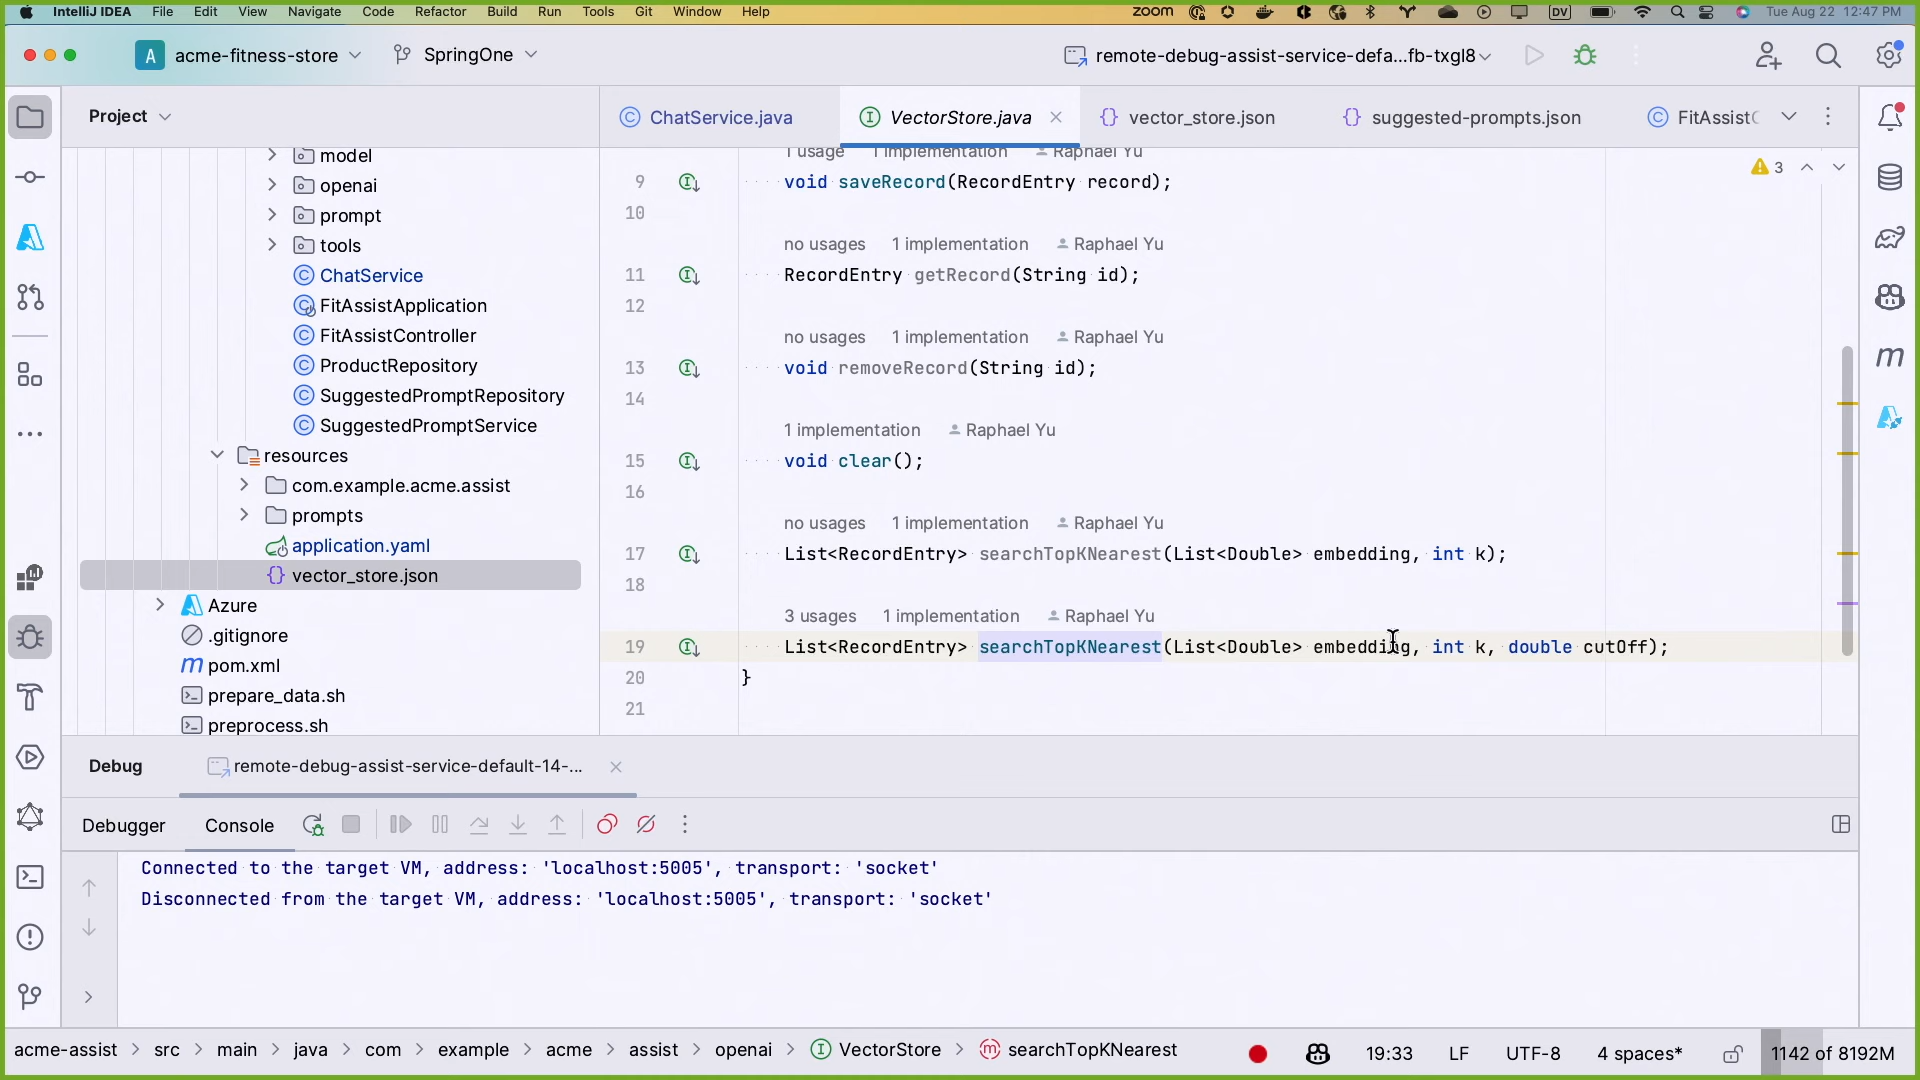 IntelliJ IDEA File Edit View Navigate Code Refactor Build Run Tools Git Window Help zoom DV Tue Aug 22 12:47 PM
A acme-fitness-store SpringOne remote-debug-assist-service-defa...fb-txgl8
Project
ChatService.java VectorStore.java vector_store.json suggested-prompts.json FitAssistC
model
openai
prompt
tools
ChatService
FitAssistApplication
FitAssistController
ProductRepository
SuggestedPromptRepository
SuggestedPromptService
resources
com.example.acme.assist
prompts
application.yaml
vector_store.json
Azure
.gitignore
pom.xml
prepare_data.sh
preprocess.sh
1 usage 1 implementation Raphael Yu
3
9 void saveRecord(RecordEntry record);
10
no usages 1 implementation Raphael Yu
11 RecordEntry getRecord(String id);
12
no usages 1 implementation Raphael Yu
13 void removeRecord(String id);
14
1 implementation Raphael Yu
15 void clear();
16
no usages 1 implementation Raphael Yu
17 List<RecordEntry> searchTopKNearest(List<Double> embedding, int k);
18
3 usages 1 implementation Raphael Yu
19 List<RecordEntry> searchTopKNearest(List<Double> embedding, int k, double cutOff);
20 }
21
Debug remote-debug-assist-service-default-14-...
Debugger Console
Connected to the target VM, address: 'localhost:5005', transport: 'socket'
Disconnected from the target VM, address: 'localhost:5005', transport: 'socket'
acme-assist > src > main > java > com > example > acme > assist > openai > VectorStore > searchTopKNearest 19:33 LF UTF-8 4 spaces* 1142 of 8192M